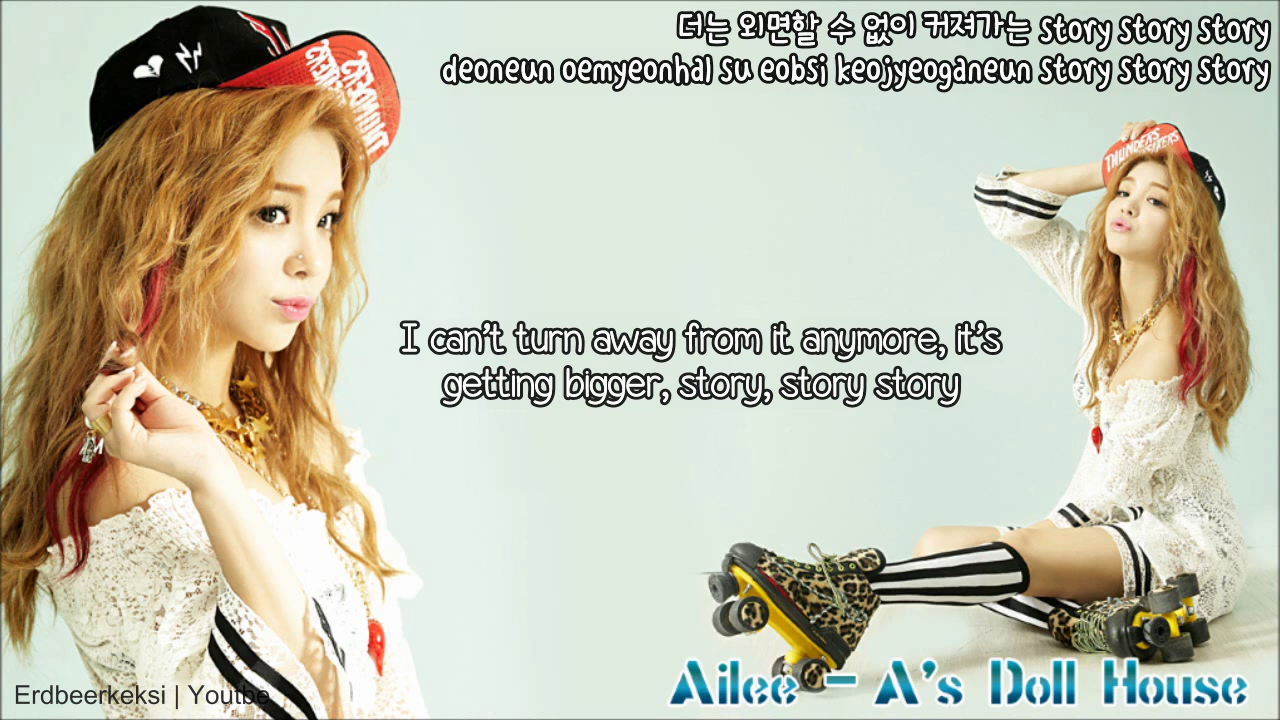 더는 외면할 수 없이 커져가는 story story story
deoneun oemyeonhal su eobsi keojyeoganeun story story story
THUNDERS
I can't turn away from it anymore, it's
getting bigger, story, story story
Ailee - A's Doll House
Erdbeerkeksi | Youtbe